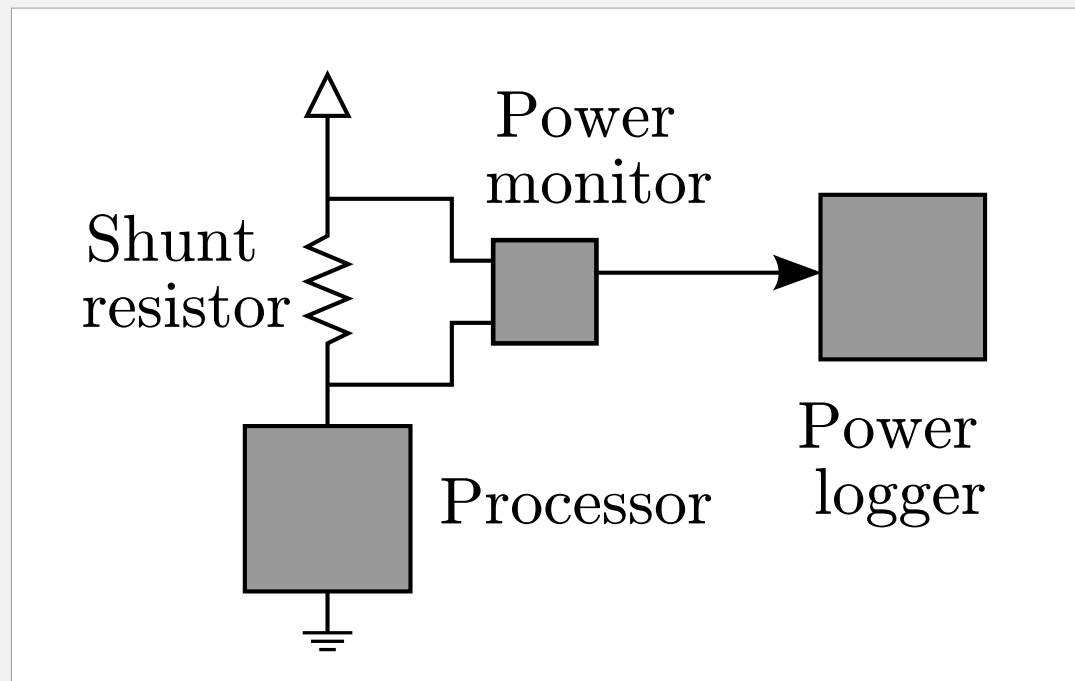 Power
monitor
Shunt
resistor
Power
logger
Processor